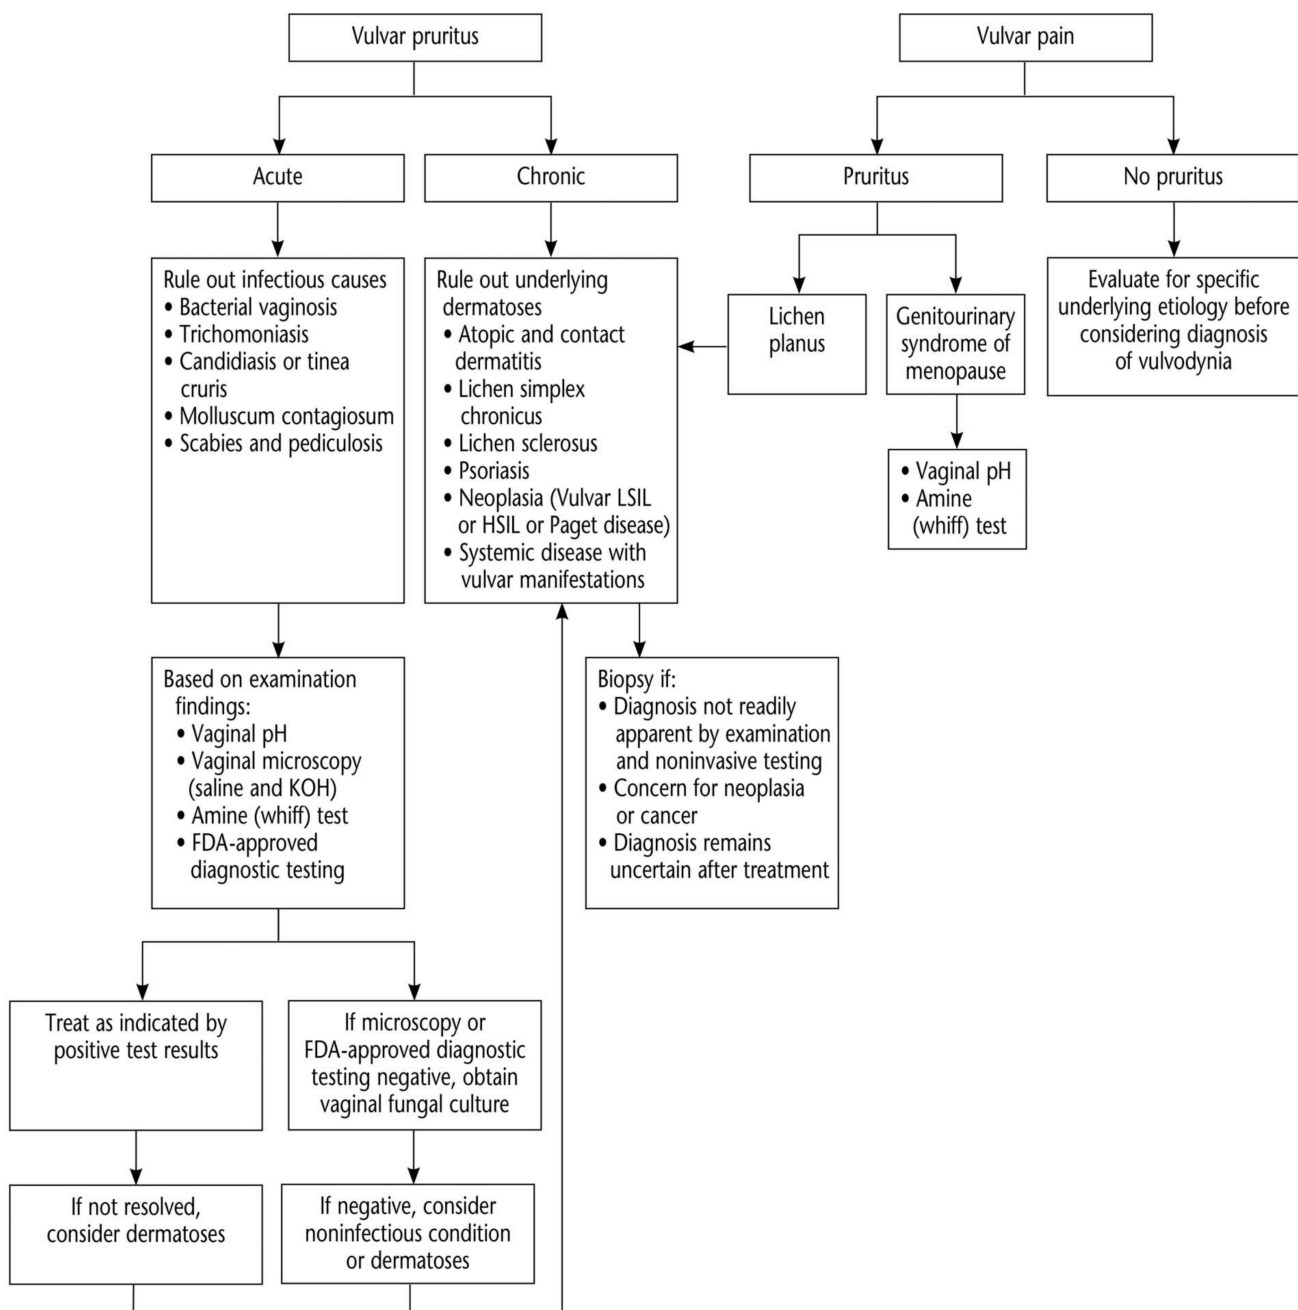 Vulvar pruritus
Vulvar pain
Acute
Chronic
Pruritus
No pruritus
Rule out infectious causes
• Bacterial vaginosis
• Trichomoniasis
• Candidiasis or tinea
cruris
• Molluscum contagiosum
• Scabies and pediculosis
Rule out underlying
dermatoses
• Atopic and contact
dermatitis
• Lichen simplex
chronicus
• Lichen sclerosus
• Psoriasis
• Neoplasia (Vulvar LSIL
or HSIL or Paget disease)
• Systemic disease with
vulvar manifestations
Lichen
planus
Genitourinary
syndrome of
menopause
Evaluate for specific
underlying etiology before
considering diagnosis
of vulvodynia
• Vaginal pH
• Amine
(whiff) test
Based on examination
findings:
• Vaginal pH
• Vaginal microscopy
(saline and KOH)
• Amine (whiff) test
• FDA-approved
diagnostic testing
Biopsy if:
• Diagnosis not readily
apparent by examination
and noninvasive testing
• Concern for neoplasia
or cancer
• Diagnosis remains
uncertain after treatment
Treat as indicated by
positive test results
If microscopy or
FDA-approved diagnostic
testing negative, obtain
vaginal fungal culture
If not resolved,
consider dermatoses
If negative, consider
noninfectious condition
or dermatoses